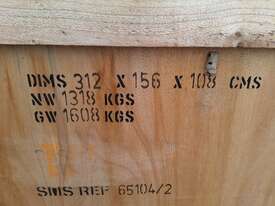 DIMS 312 X 156 X 108 CMS
NW 1318 KGS
GW 1608 KGS
SMS REF 65104/2